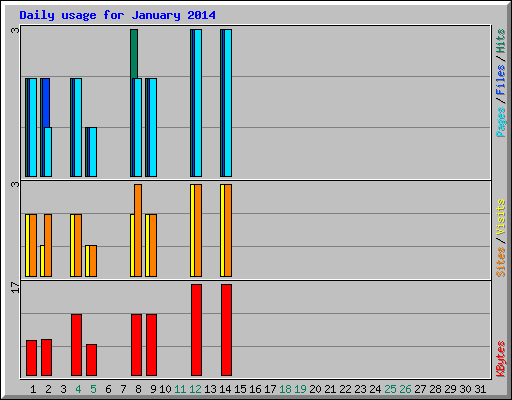 Daily usage for January 2014
3
Pages/Files/Hits
3
Sites/Visits
17
KBytes
1 2 3 4 5 6 7 8 9 10 11 12 13 14 15 16 17 18 19 20 21 22 23 24 25 26 27 28 29 30 31